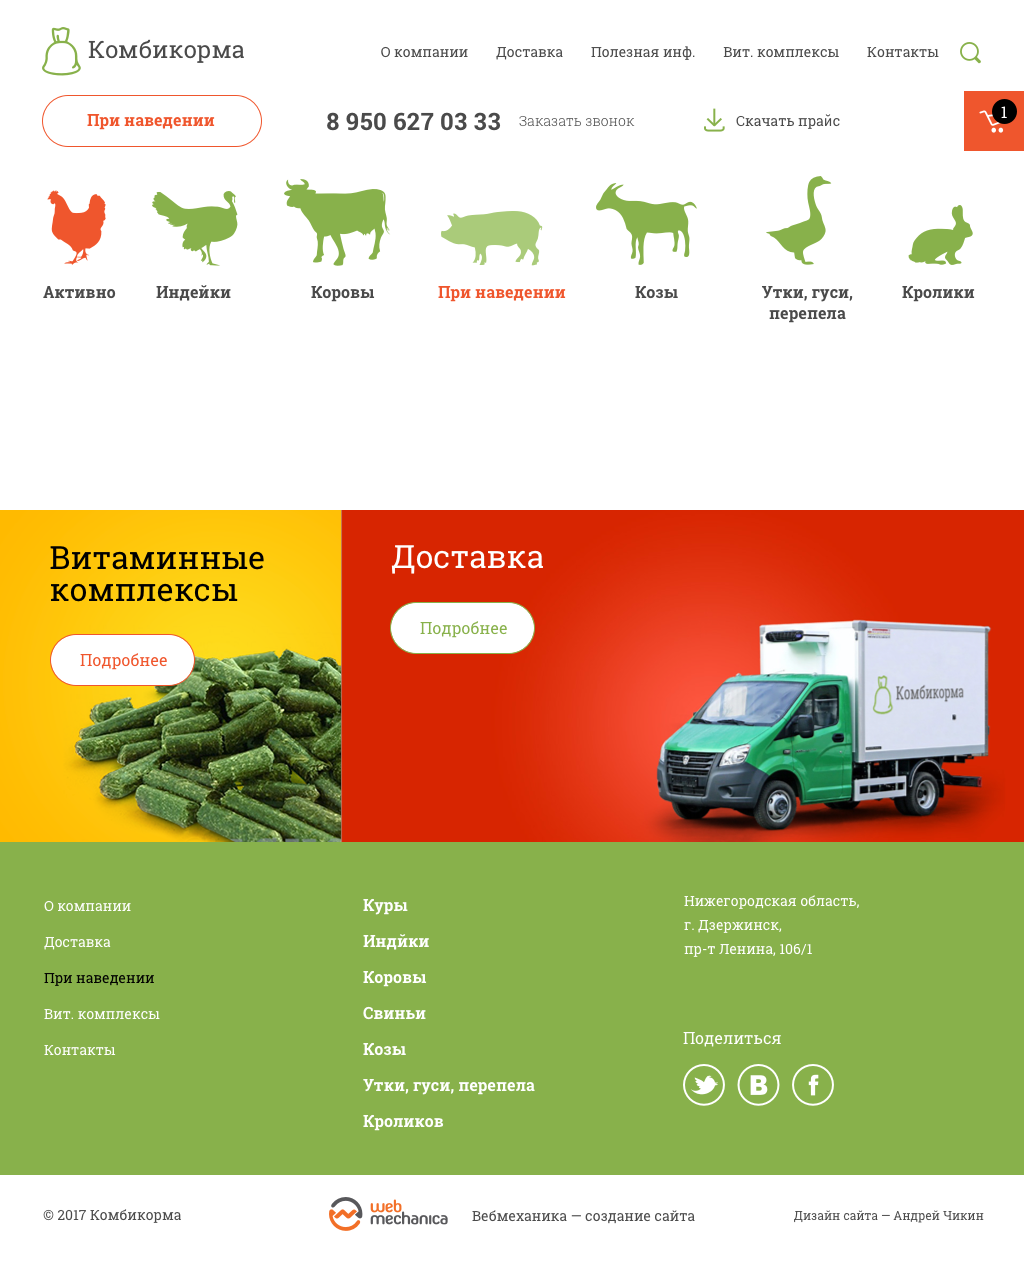 Комбикорма
О компании
Доставка
Полезная инф.
Вит. комплексы
Контакты
При наведении
8 950 627 03 33
Заказать звонок
Скачать прайс
1
Активно
Индейки
Коровы
При наведении
Козы
Утки, гуси,
перепела
Кролики
Витаминные
комплексы
Подробнее
Доставка
Подробнее
Комбикорма
О компании
Доставка
При наведении
Вит. комплексы
Контакты
Куры
Индйки
Коровы
Свиньи
Козы
Утки, гуси, перепела
Кроликов
Нижегородская область,
г. Дзержинск,
пр-т Ленина, 106/1
Поделиться
В
f
© 2017 Комбикорма
web
mechanica
Вебмеханика — создание сайта
Дизайн сайта — Андрей Чикин